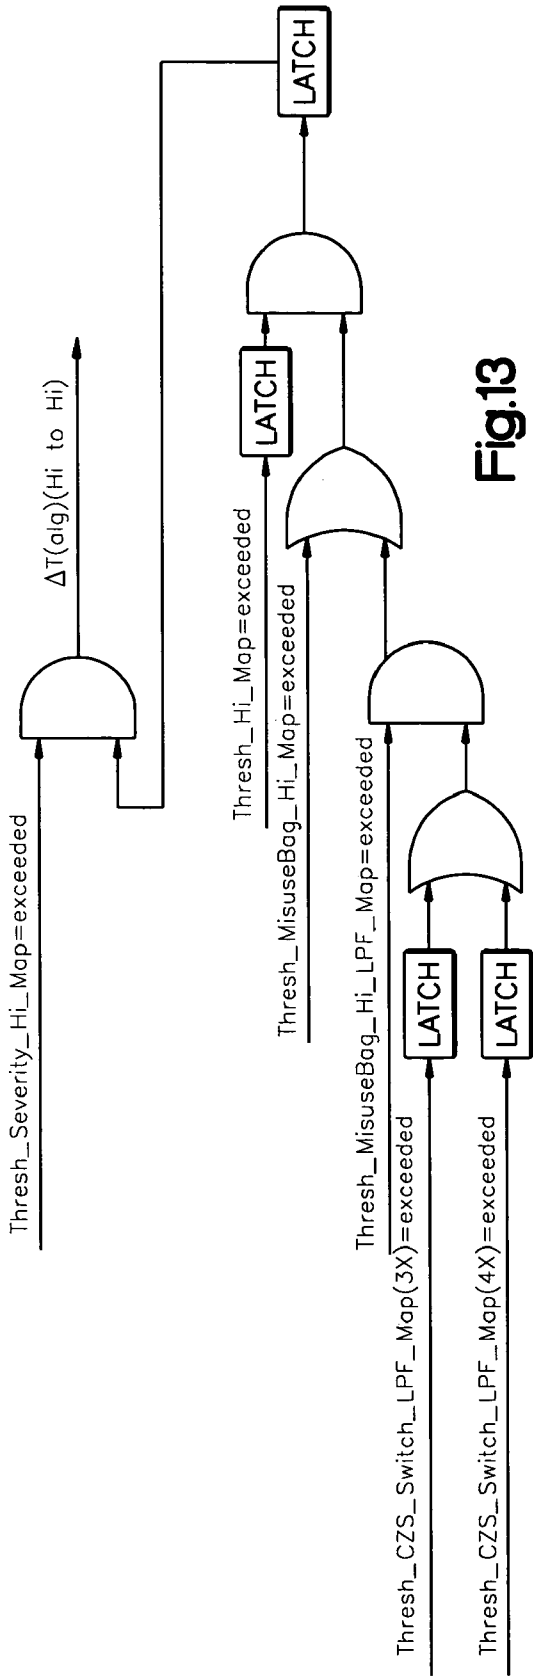 Thresh_Severity_Hi_Map=exceeded
ΔT(alg)(Hi to Hi)
Thresh_Hi_Map=exceeded
LATCH
LATCH
Thresh_MisuseBag_Hi_Map=exceeded
Thresh_MisuseBag_Hi_LPF_Map=exceeded
Thresh_CZS_Switch_LPF_Map(3X)=exceeded
LATCH
Thresh_CZS_Switch_LPF_Map(4X)=exceeded
LATCH
Fig.13